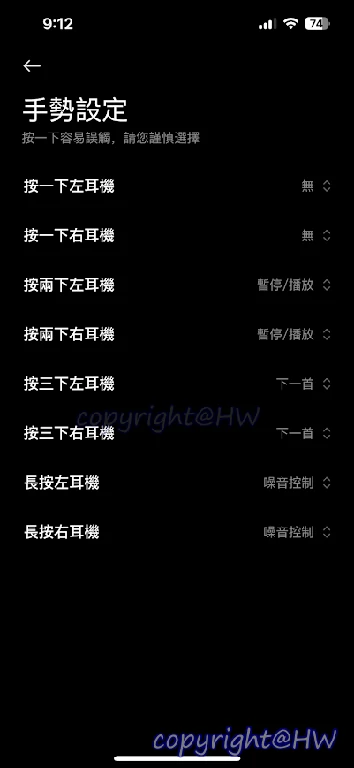 9:12
74
手勢設定
按一下容易誤觸，請您謹慎選擇
按一下左耳機 無
按一下右耳機 無
按兩下左耳機 暫停/播放
按兩下右耳機 暫停/播放
按三下左耳機 下一首
copyright@HW
按三下右耳機 下一首
長按左耳機 噪音控制
長按右耳機 噪音控制
copyright@HW